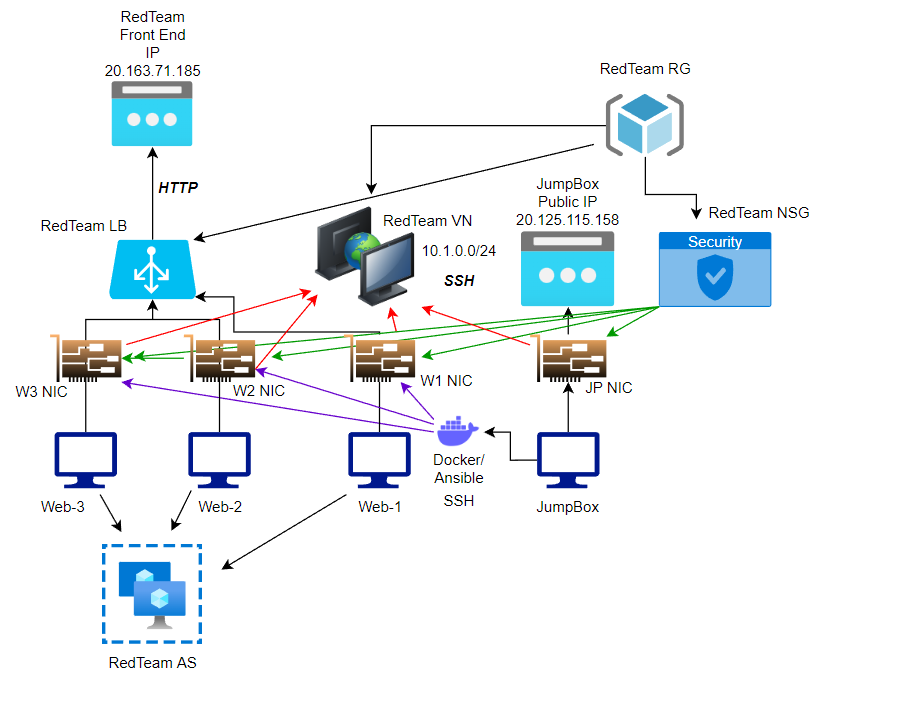 RedTeam
Front End
IP
20.163.71.185
RedTeam RG
HTTP
JumpBox
Public IP
20.125.115.158
RedTeam NSG
RedTeam LB
RedTeam VN
10.1.0.0/24
SSH
Security
W3 NIC
W2 NIC
W1 NIC
JP NIC
Docker/
Ansible
SSH
Web-3
Web-2
Web-1
JumpBox
RedTeam AS